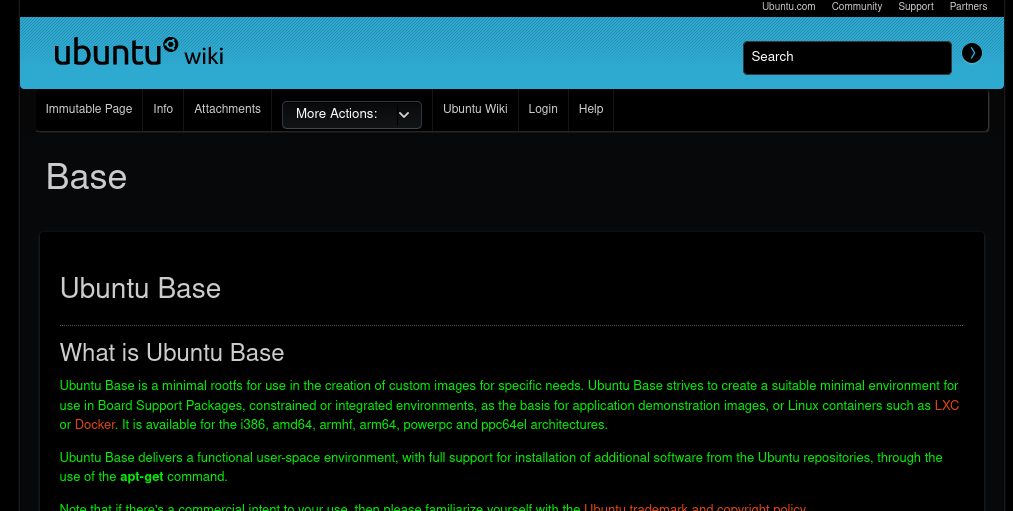 Ubuntu.com Community Support Partners
ubuntu wiki
Search
Immutable Page Info Attachments More Actions: Ubuntu Wiki Login Help
Base
Ubuntu Base
What is Ubuntu Base
Ubuntu Base is a minimal rootfs for use in the creation of custom images for specific needs. Ubuntu Base strives to create a suitable minimal environment for
use in Board Support Packages, constrained or integrated environments, as the basis for application demonstration images, or Linux containers such as LXC
or Docker. It is available for the i386, amd64, armhf, arm64, powerpc and ppc64el architectures.
Ubuntu Base delivers a functional user-space environment, with full support for installation of additional software from the Ubuntu repositories, through the
use of the apt-get command.
Note that if there's a commercial intent to your use, then please familiarize yourself with the Ubuntu trademark and copyright policy